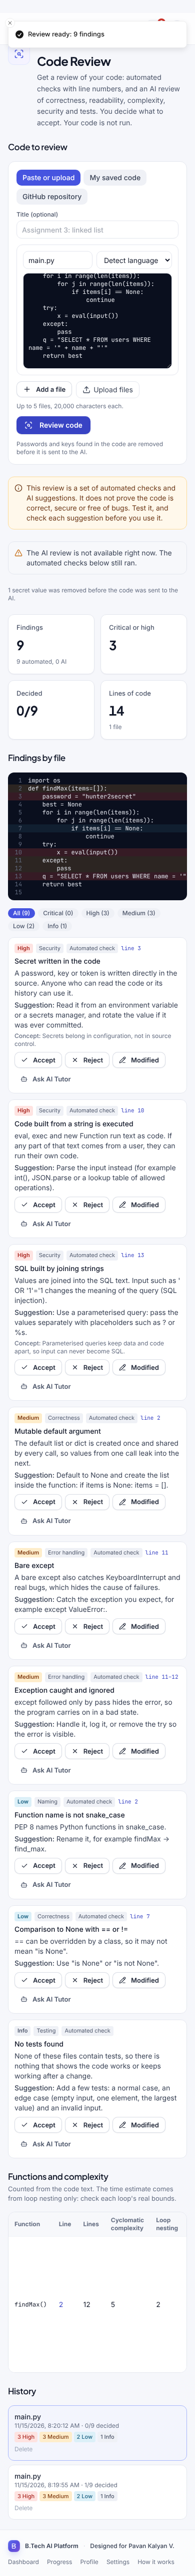 Review ready: 9 findings
Code Review
Get a review of your code: automated
checks with line numbers, and an AI review
of correctness, readability, complexity,
security and tests. You decide what to
accept. Your code is not run.
Code to review
Paste or upload
My saved code
GitHub repository
Title (optional)
Assignment 3: linked list
main.py
Detect language
for i in range(len(items)):
for j in range(len(items)):
if items[i] == None:
continue
try:
x = eval(input())
except:
pass
q = "SELECT * FROM users WHERE
name = '" + name + "'"
return best
Add a file
Upload files
Up to 5 files, 20,000 characters each.
Review code
Passwords and keys found in the code are removed
before it is sent to the AI.
This review is a set of automated checks and
AI suggestions. It does not prove the code is
correct, secure or free of bugs. Test it, and
check each suggestion before you use it.
The AI review is not available right now. The
automated checks below still ran.
1 secret value was removed before the code was sent to the
AI.
Findings
9
9 automated, 0 AI
Critical or high
3
Decided
0/9
Lines of code
14
1 file
Findings by file
1 import os
2 def findMax(items=[]):
3 password = "hunter2secret"
4 best = None
5 for i in range(len(items)):
6 for j in range(len(items)):
7 if items[i] == None:
8 continue
9 try:
10 x = eval(input())
11 except:
12 pass
13 q = "SELECT * FROM users WHERE name = '"
14 return best
15
All (9)
Critical (0)
High (3)
Medium (3)
Low (2)
Info (1)
High Security Automated check line 3
Secret written in the code
A password, key or token is written directly in the
source. Anyone who can read the code or its
history can use it.
Suggestion: Read it from an environment variable
or a secrets manager, and rotate the value if it
was ever committed.
Concept: Secrets belong in configuration, not in source
control.
Accept Reject Modified
Ask AI Tutor
High Security Automated check line 10
Code built from a string is executed
eval, exec and new Function run text as code. If
any part of that text comes from a user, they can
run their own code.
Suggestion: Parse the input instead (for example
int(), JSON.parse or a lookup table of allowed
operations).
Accept Reject Modified
Ask AI Tutor
High Security Automated check line 13
SQL built by joining strings
Values are joined into the SQL text. Input such as '
OR '1'='1 changes the meaning of the query (SQL
injection).
Suggestion: Use a parameterised query: pass the
values separately with placeholders such as ? or
%s.
Concept: Parameterised queries keep data and code
apart, so input can never become SQL.
Accept Reject Modified
Ask AI Tutor
Medium Correctness Automated check line 2
Mutable default argument
The default list or dict is created once and shared
by every call, so values from one call leak into the
next.
Suggestion: Default to None and create the list
inside the function: if items is None: items = [].
Accept Reject Modified
Ask AI Tutor
Medium Error handling Automated check line 11
Bare except
A bare except also catches KeyboardInterrupt and
real bugs, which hides the cause of failures.
Suggestion: Catch the exception you expect, for
example except ValueError:.
Accept Reject Modified
Ask AI Tutor
Medium Error handling Automated check line 11-12
Exception caught and ignored
except followed only by pass hides the error, so
the program carries on in a bad state.
Suggestion: Handle it, log it, or remove the try so
the error is visible.
Accept Reject Modified
Ask AI Tutor
Low Naming Automated check line 2
Function name is not snake_case
PEP 8 names Python functions in snake_case.
Suggestion: Rename it, for example findMax →
find_max.
Accept Reject Modified
Ask AI Tutor
Low Correctness Automated check line 7
Comparison to None with == or !=
== can be overridden by a class, so it may not
mean "is None".
Suggestion: Use "is None" or "is not None".
Accept Reject Modified
Ask AI Tutor
Info Testing Automated check
No tests found
None of these files contain tests, so there is
nothing that shows the code works or keeps
working after a change.
Suggestion: Add a few tests: a normal case, an
edge case (empty input, one element, the largest
value) and an invalid input.
Accept Reject Modified
Ask AI Tutor
Functions and complexity
Counted from the code text. The time estimate comes
from loop nesting only: check each loop's real bounds.
Function Line Lines Cyclomatic complexity Loop nesting
findMax() 2 12 5 2
History
main.py
11/15/2026, 8:20:12 AM · 0/9 decided
3 High 3 Medium 2 Low 1 Info
Delete
main.py
11/15/2026, 8:19:55 AM · 1/9 decided
3 High 3 Medium 2 Low 1 Info
Delete
B B.Tech AI Platform Designed for Pavan Kalyan V.
Dashboard Progress Profile Settings How it works